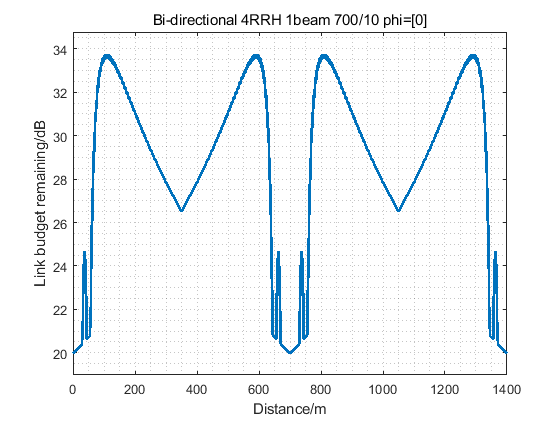 Bi-directional 4RRH 1beam 700/10 phi=[0]
34
32
30
28
26
24
22
20
Link budget remaining/dB
0 200 400 600 800 1000 1200 1400
Distance/m